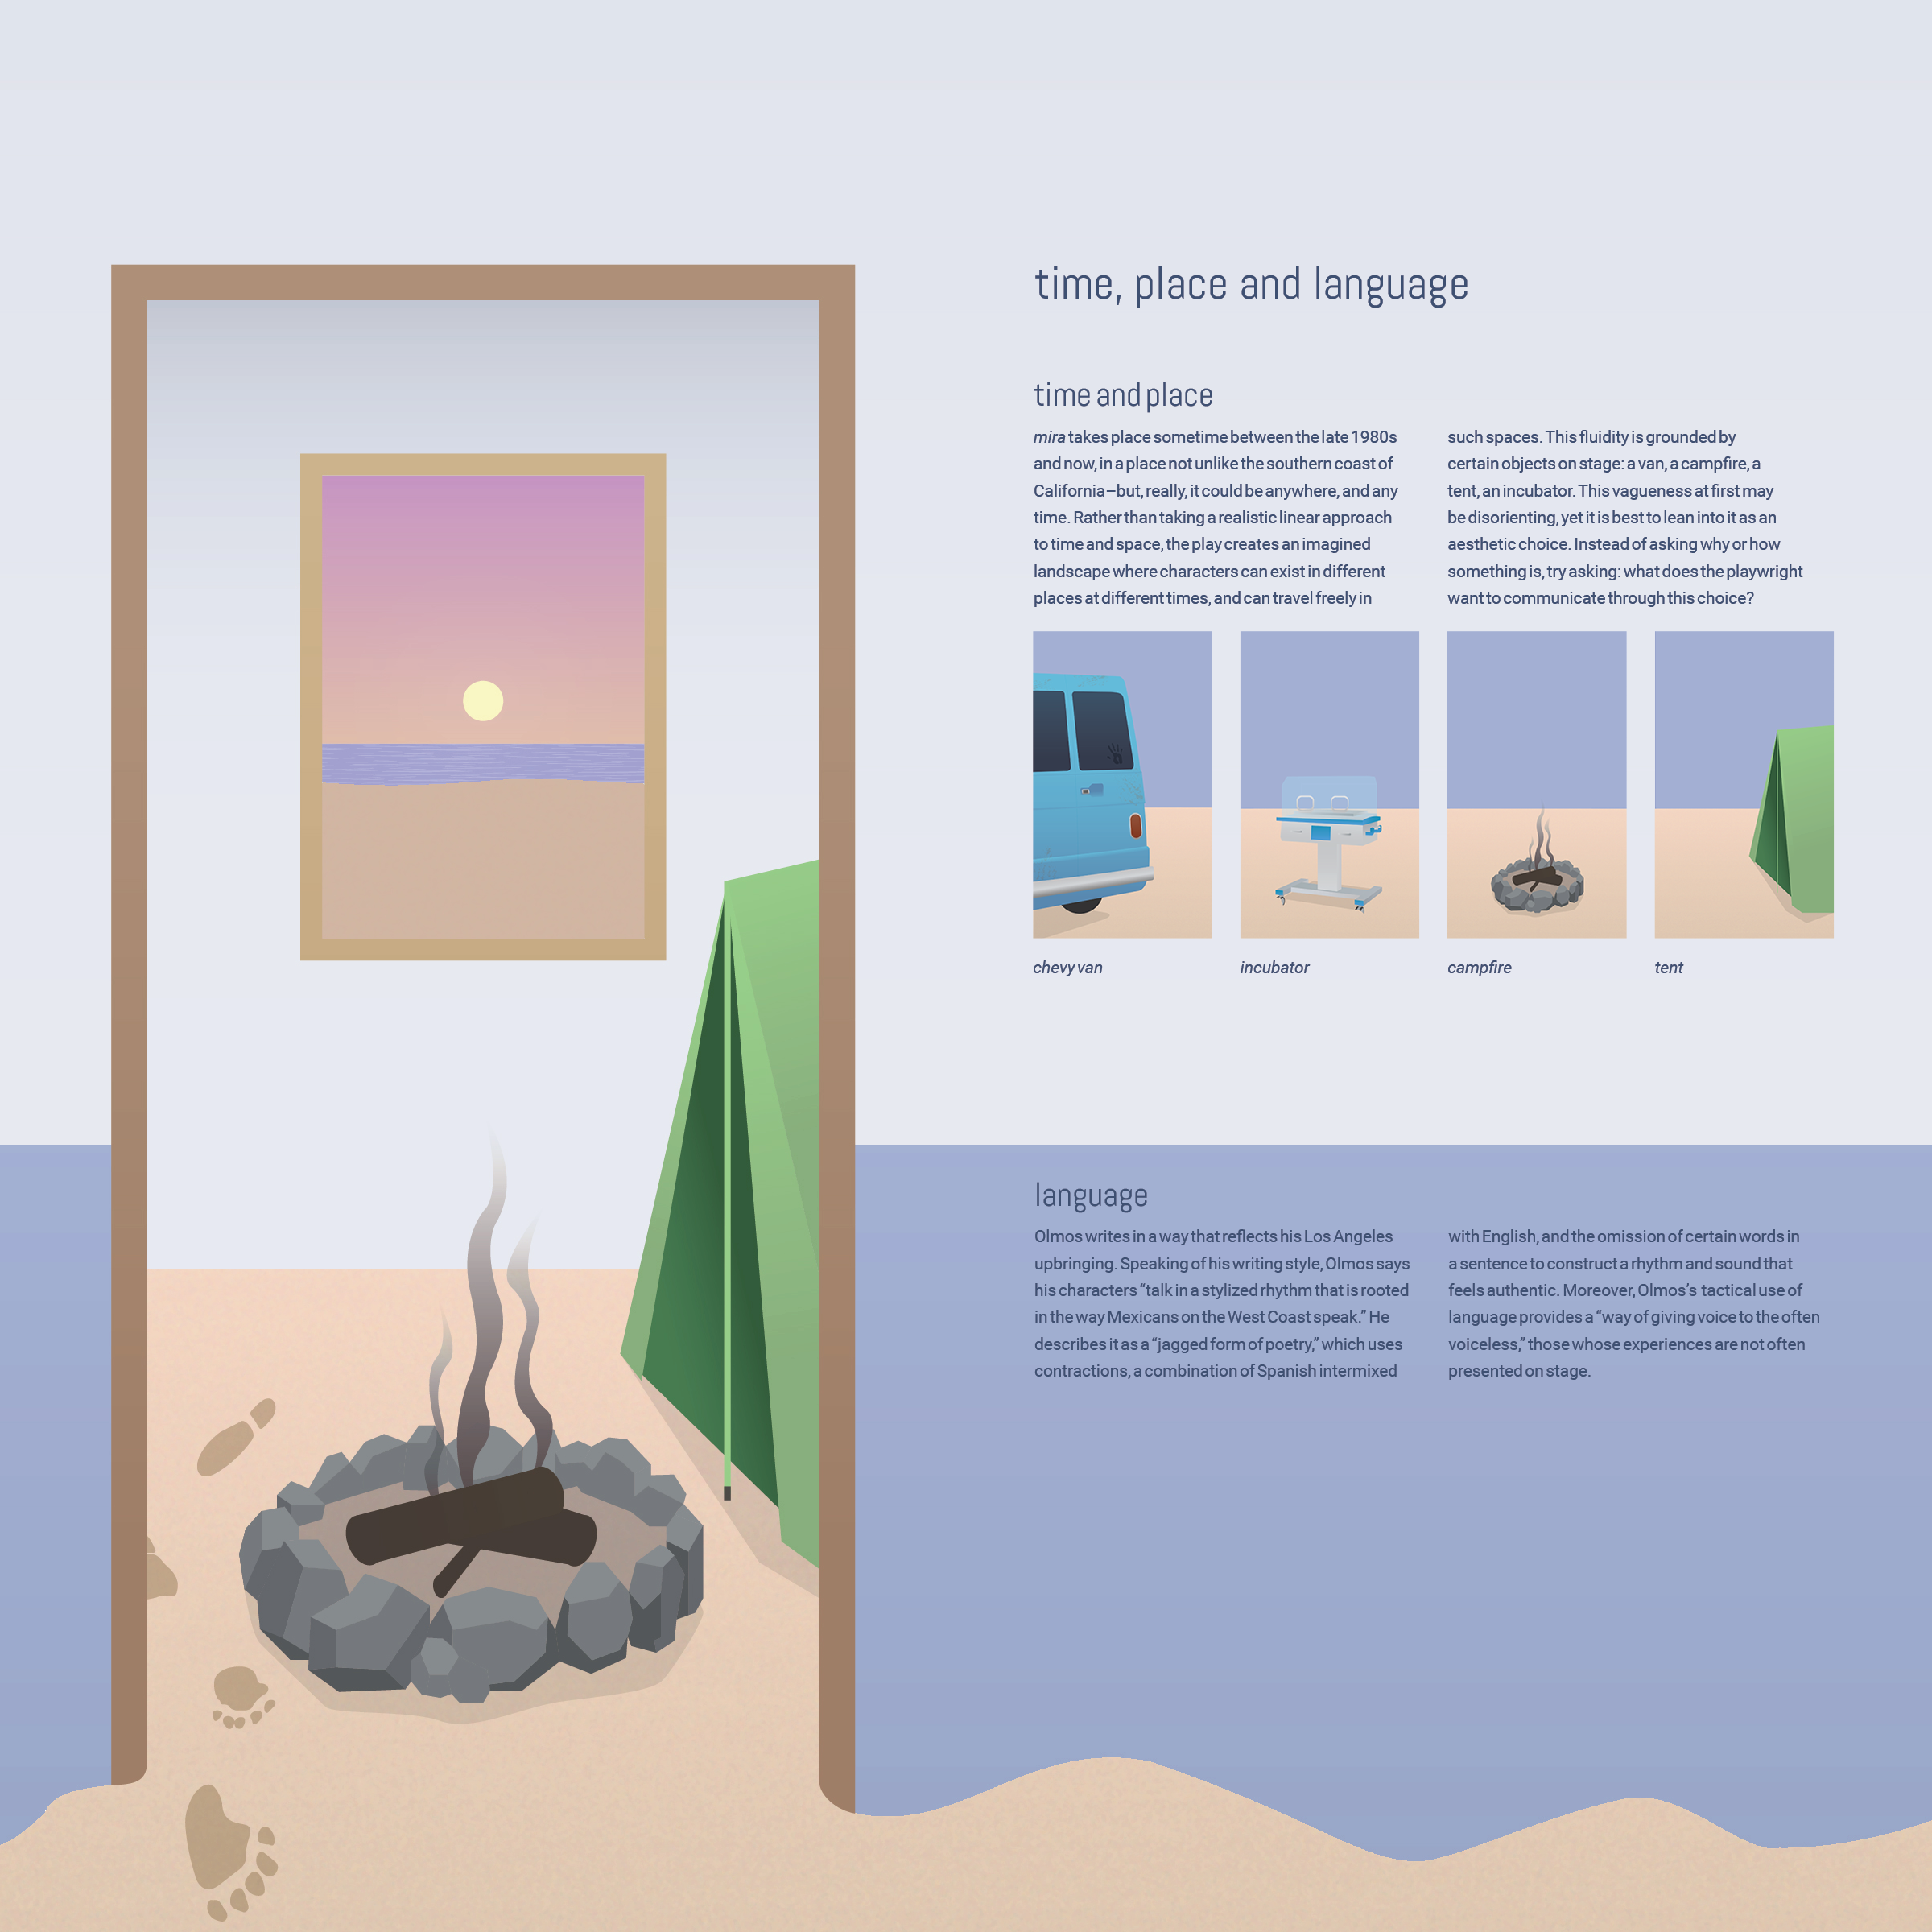 time, place and language
time and place
mira takes place sometime between the late 1980s
and now, in a place not unlike the southern coast of
California–but, really, it could be anywhere, and any
time. Rather than taking a realistic linear approach
to time and space, the play creates an imagined
landscape where characters can exist in different
places at different times, and can travel freely in
such spaces. This fluidity is grounded by
certain objects on stage: a van, a campfire, a
tent, an incubator. This vagueness at first may
be disorienting, yet it is best to lean into it as an
aesthetic choice. Instead of asking why or how
something is, try asking: what does the playwright
want to communicate through this choice?
chevy van
incubator
campfire
tent
language
Olmos writes in a way that reflects his Los Angeles
upbringing. Speaking of his writing style, Olmos says
his characters “talk in a stylized rhythm that is rooted
in the way Mexicans on the West Coast speak.” He
describes it as a “jagged form of poetry,” which uses
contractions, a combination of Spanish intermixed
with English, and the omission of certain words in
a sentence to construct a rhythm and sound that
feels authentic. Moreover, Olmos’s tactical use of
language provides a “way of giving voice to the often
voiceless,” those whose experiences are not often
presented on stage.